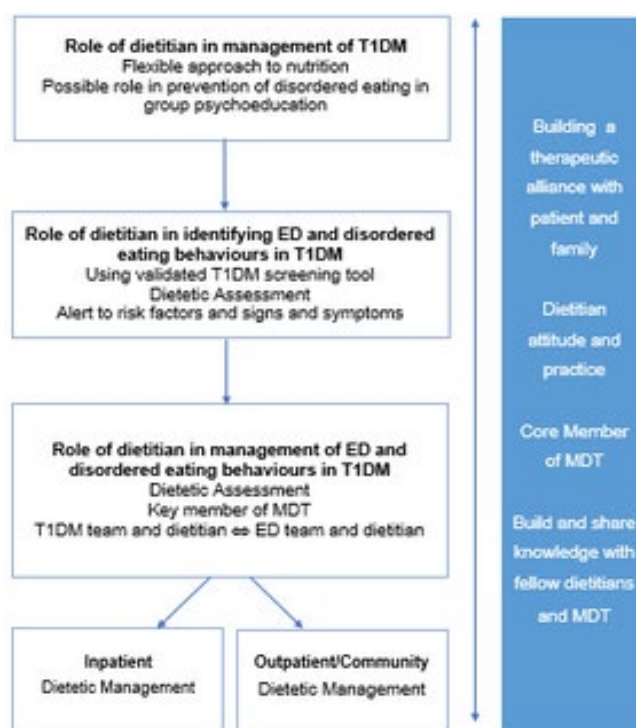 Role of dietitian in management of T1DM
Flexible approach to nutrition
Possible role in prevention of disordered eating in
group psychoeducation
Role of dietitian in identifying ED and disordered
eating behaviours in T1DM
Using validated T1DM screening tool
Dietetic Assessment
Alert to risk factors and signs and symptoms
Role of dietitian in management of ED and
disordered eating behaviours in T1DM
Dietetic Assessment
Key member of MDT
T1DM team and dietitian ⇔ ED team and dietitian
Inpatient
Dietetic Management
Outpatient/Community
Dietetic Management
Building a
therapeutic
alliance with
patient and
family
Dietitian
attitude and
practice
Core Member
of MDT
Build and share
knowledge with
fellow dietitians
and MDT